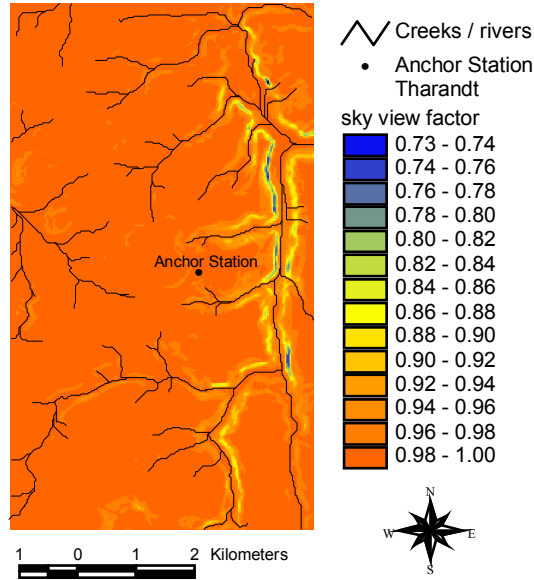 Creeks / rivers
Anchor Station
Tharandt
sky view factor
0.73 - 0.74
0.74 - 0.76
0.76 - 0.78
0.78 - 0.80
0.80 - 0.82
0.82 - 0.84
0.84 - 0.86
0.86 - 0.88
0.88 - 0.90
0.90 - 0.92
0.92 - 0.94
0.94 - 0.96
0.96 - 0.98
0.98 - 1.00
Anchor Station
N
W E
S
1 0 1 2 Kilometers